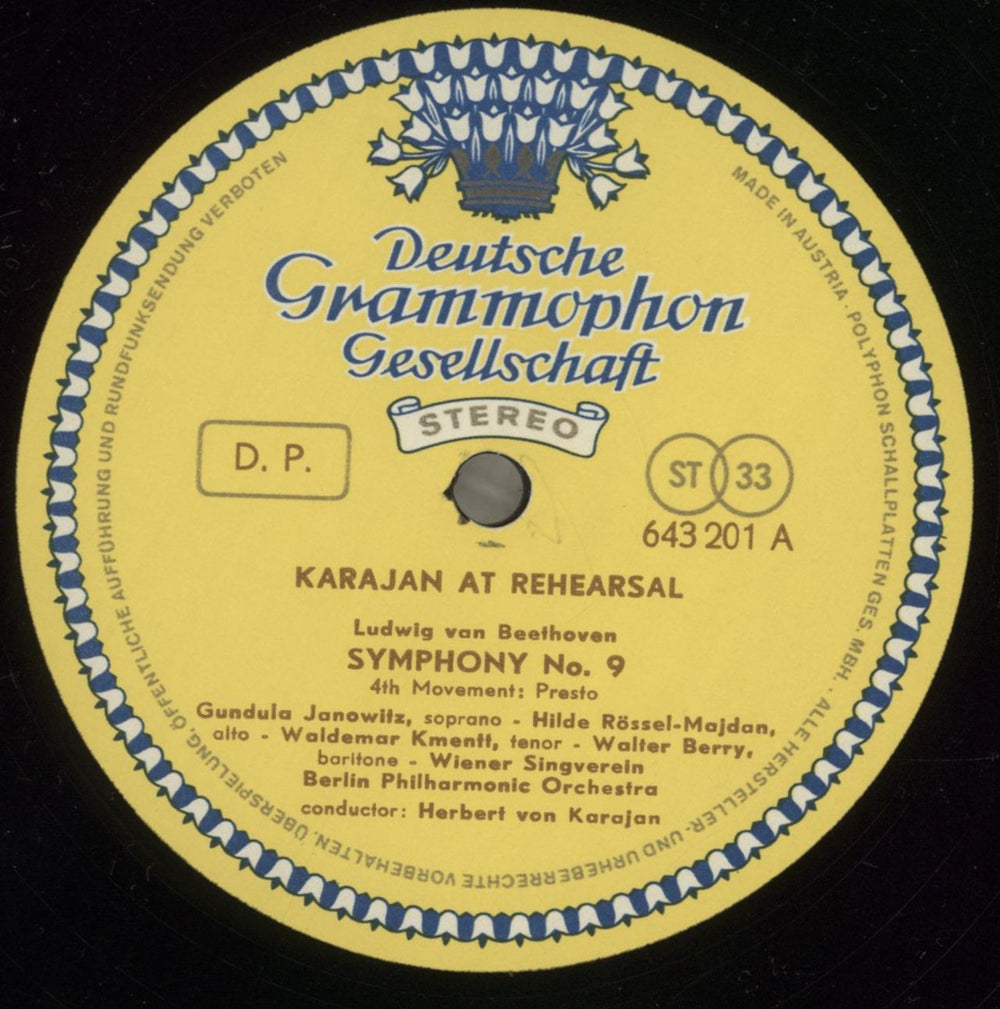 Deutsche
Grammophon
Gesellschaft
STEREO
D. P.
ST 33
643 201 A
KARAJAN AT REHEARSAL
Ludwig van Beethoven
SYMPHONY No. 9
4th Movement: Presto
Gundula Janowitz, soprano - Hilde Rössel-Majdan,
alto - Waldemar Kmentt, tenor - Walter Berry,
baritone - Wiener Singverein
Berlin Philharmonic Orchestra
conductor: Herbert von Karajan
MADE IN AUSTRIA · POLYPHON SCHALLPLATTEN GES. MBH. · ALLE HERSTELLER- UND URHEBERRECHTE VORBEHALTEN. ÜBERSPIELUNG, ÖFFENTLICHE AUFFÜHRUNG UND RUNDFUNKSENDUNG VERBOTEN